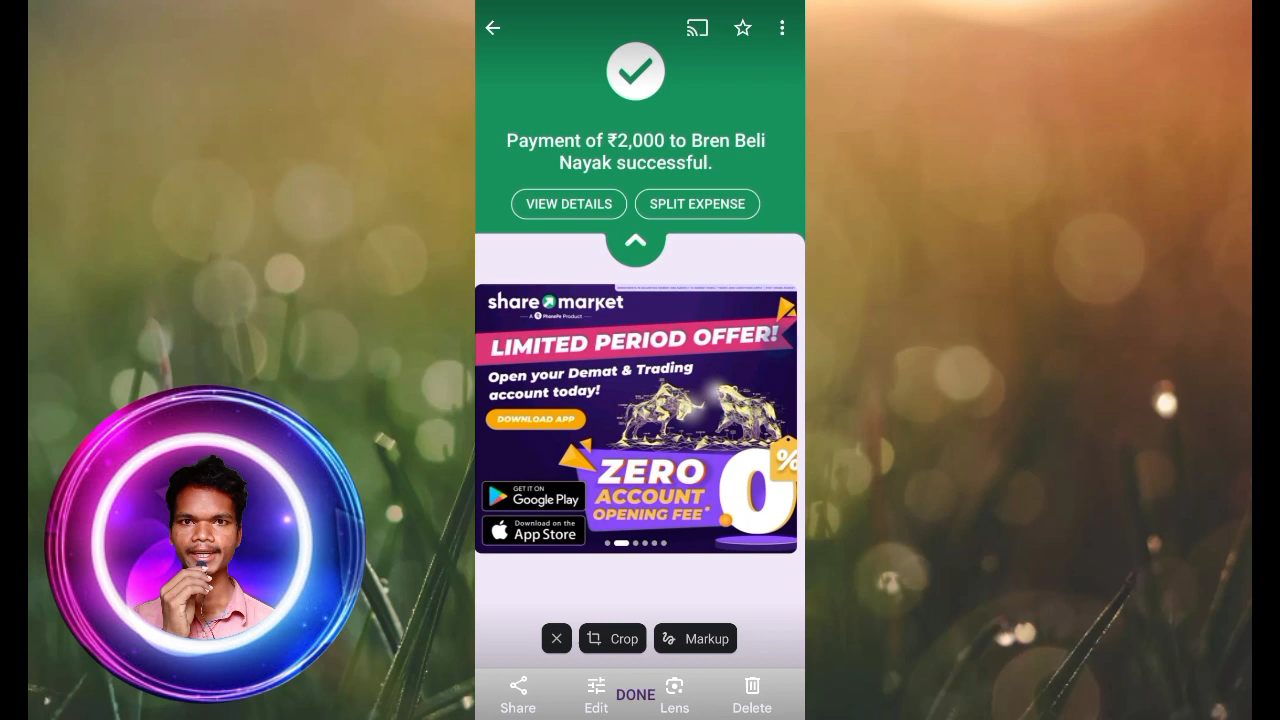 Payment of ₹2,000 to Bren Beli
Nayak successful.
VIEW DETAILS
SPLIT EXPENSE
share market
A PhonePe Product
LIMITED PERIOD OFFER!
Open your Demat & Trading
account today!
DOWNLOAD APP
ZERO
ACCOUNT
OPENING FEE*
0
%
GET IT ON
Google Play
Download on the
App Store
Crop
Markup
Share
Edit
DONE
Lens
Delete